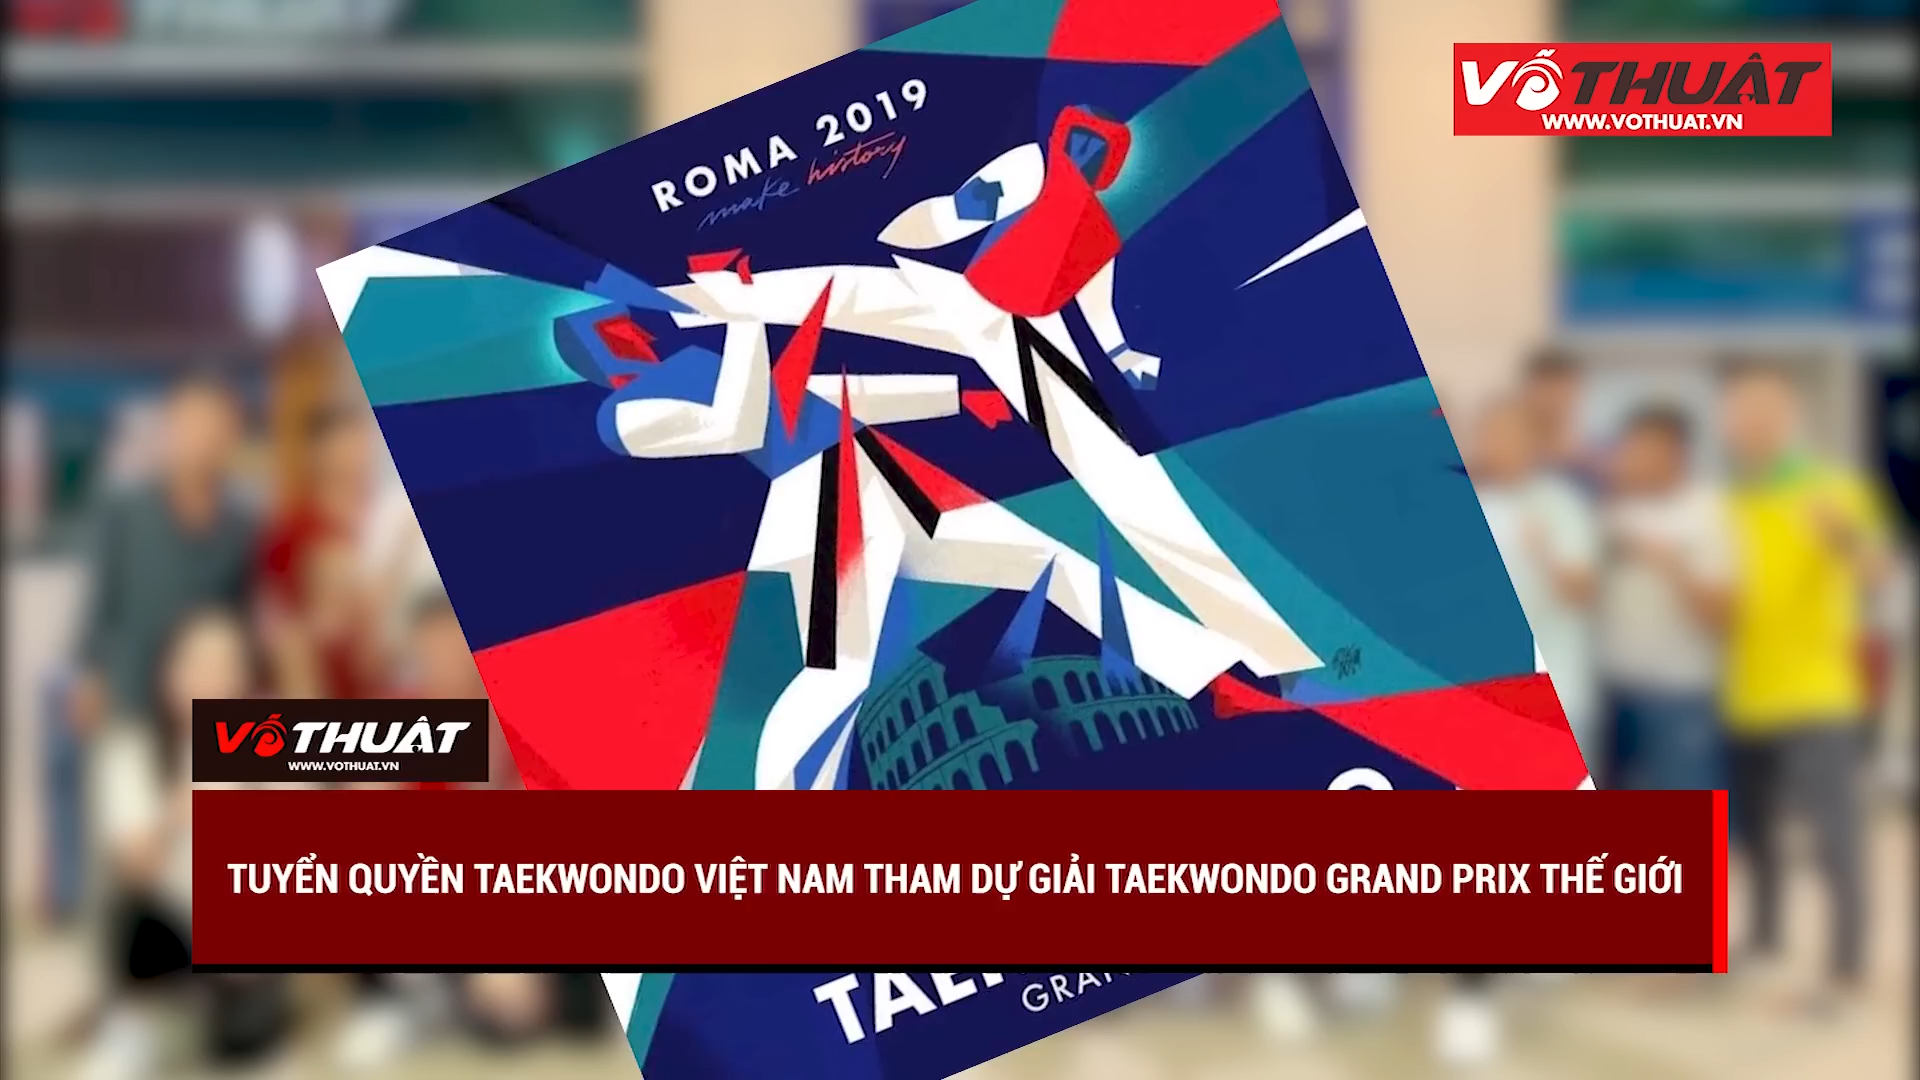 ROMA 2019
make history
VÕ THUẬT
WWW.VOTHUAT.VN
VÕ THUẬT
WWW.VOTHUAT.VN
TUYỂN QUYỀN TAEKWONDO VIỆT NAM THAM DỰ GIẢI TAEKWONDO GRAND PRIX THẾ GIỚI